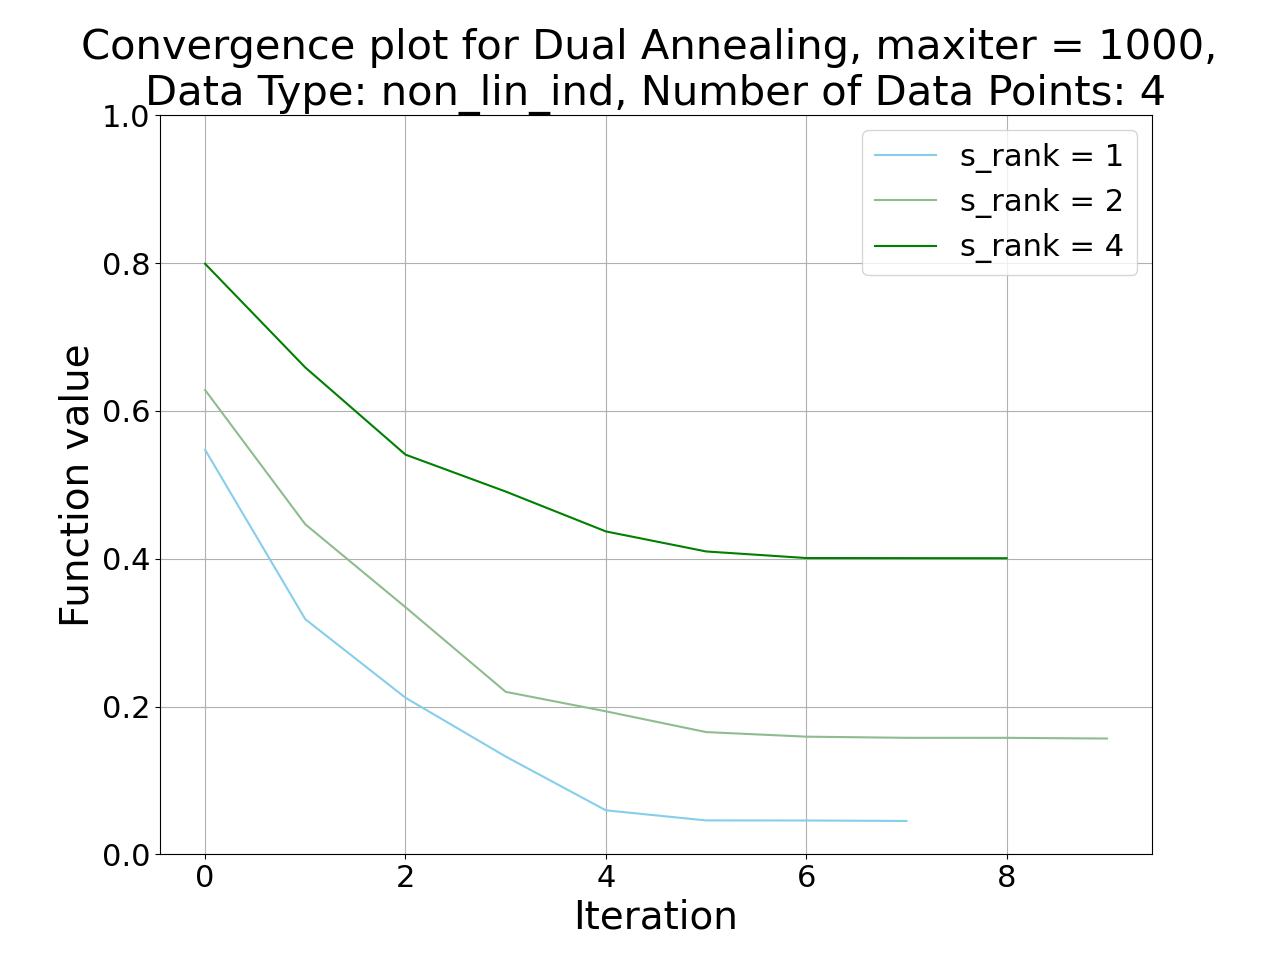 Convergence plot for Dual Annealing, maxiter = 1000,
Data Type: non_lin_ind, Number of Data Points: 4
1.0
0.8
0.6
0.4
0.2
0.0
Function value
s_rank = 1
s_rank = 2
s_rank = 4
0 2 4 6 8
Iteration